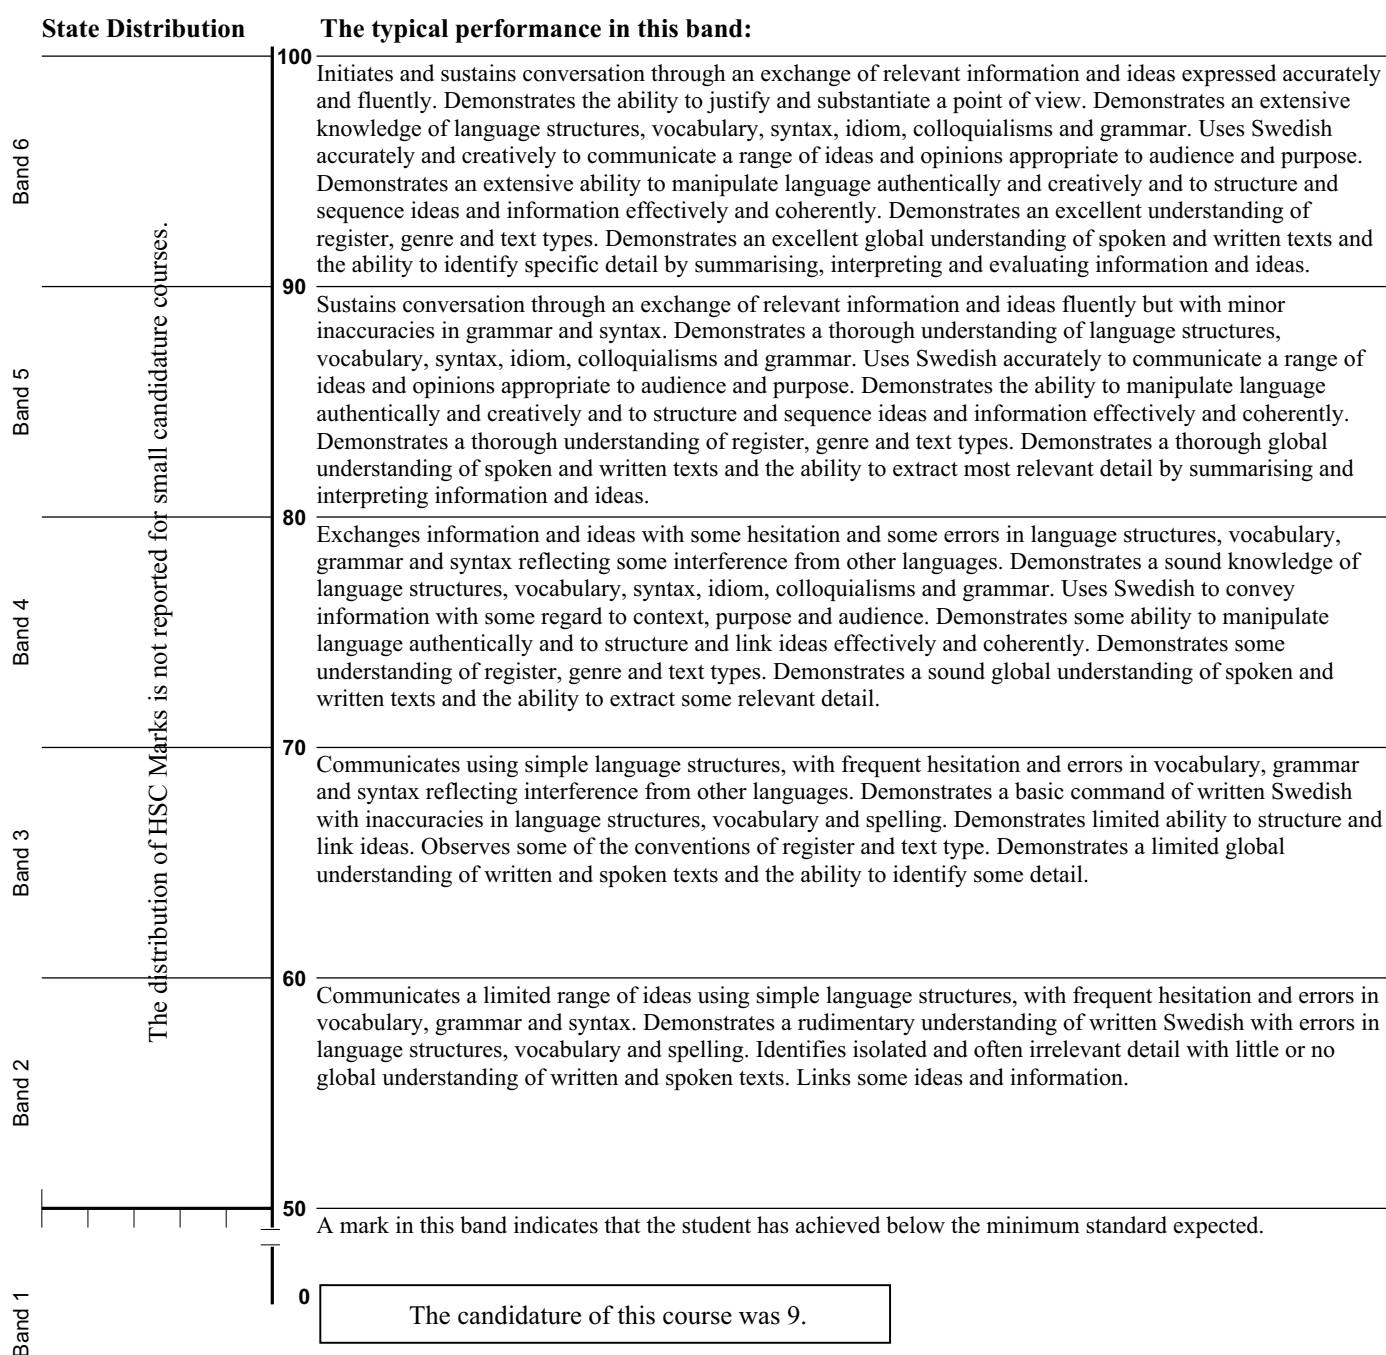 State Distribution
The typical performance in this band:
100
Band 6
Initiates and sustains conversation through an exchange of relevant information and ideas expressed accurately
and fluently. Demonstrates the ability to justify and substantiate a point of view. Demonstrates an extensive
knowledge of language structures, vocabulary, syntax, idiom, colloquialisms and grammar. Uses Swedish
accurately and creatively to communicate a range of ideas and opinions appropriate to audience and purpose.
Demonstrates an extensive ability to manipulate language authentically and creatively and to structure and
sequence ideas and information effectively and coherently. Demonstrates an excellent understanding of
register, genre and text types. Demonstrates an excellent global understanding of spoken and written texts and
the ability to identify specific detail by summarising, interpreting and evaluating information and ideas.
90
Band 5
Sustains conversation through an exchange of relevant information and ideas fluently but with minor
inaccuracies in grammar and syntax. Demonstrates a thorough understanding of language structures,
vocabulary, syntax, idiom, colloquialisms and grammar. Uses Swedish accurately to communicate a range of
ideas and opinions appropriate to audience and purpose. Demonstrates the ability to manipulate language
authentically and creatively and to structure and sequence ideas and information effectively and coherently.
Demonstrates a thorough understanding of register, genre and text types. Demonstrates a thorough global
understanding of spoken and written texts and the ability to extract most relevant detail by summarising and
interpreting information and ideas.
80
Band 4
Exchanges information and ideas with some hesitation and some errors in language structures, vocabulary,
grammar and syntax reflecting some interference from other languages. Demonstrates a sound knowledge of
language structures, vocabulary, syntax, idiom, colloquialisms and grammar. Uses Swedish to convey
information with some regard to context, purpose and audience. Demonstrates some ability to manipulate
language authentically and to structure and link ideas effectively and coherently. Demonstrates some
understanding of register, genre and text types. Demonstrates a sound global understanding of spoken and
written texts and the ability to extract some relevant detail.
The distribution of HSC Marks is not reported for small candidature courses.
70
Band 3
Communicates using simple language structures, with frequent hesitation and errors in vocabulary, grammar
and syntax reflecting interference from other languages. Demonstrates a basic command of written Swedish
with inaccuracies in language structures, vocabulary and spelling. Demonstrates limited ability to structure and
link ideas. Observes some of the conventions of register and text type. Demonstrates a limited global
understanding of written and spoken texts and the ability to identify some detail.
60
Band 2
Communicates a limited range of ideas using simple language structures, with frequent hesitation and errors in
vocabulary, grammar and syntax. Demonstrates a rudimentary understanding of written Swedish with errors in
language structures, vocabulary and spelling. Identifies isolated and often irrelevant detail with little or no
global understanding of written and spoken texts. Links some ideas and information.
50
A mark in this band indicates that the student has achieved below the minimum standard expected.
Band 1
0
The candidature of this course was 9.